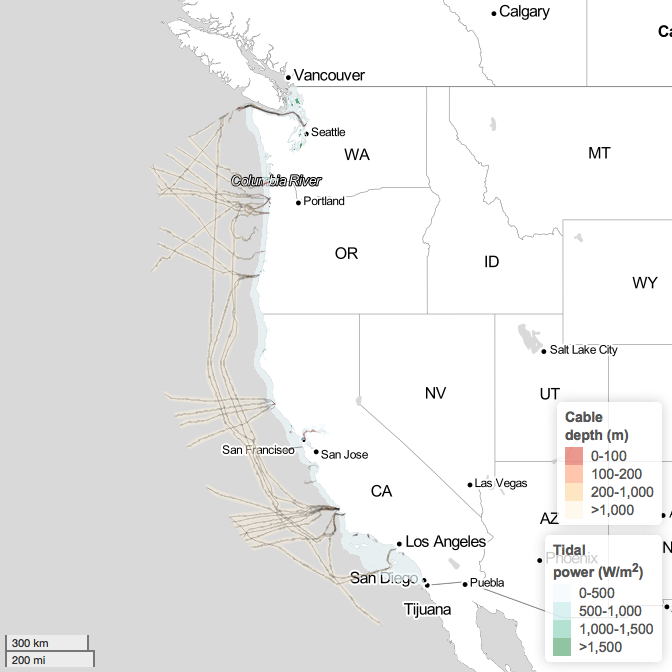 Calgary
Ca
Vancouver
Seattle
WA
MT
Columbia River
Portland
OR
ID
WY
Salt Lake City
NV
UT
San Francisco
San Jose
CA
Las Vegas
AZ
Los Angeles
Phoenix
San Diego
Puebla
Tijuana
N
Cable
depth (m)
0-100
100-200
200-1,000
>1,000
Tidal
power (W/m²)
0-500
500-1,000
1,000-1,500
>1,500
300 km
200 mi